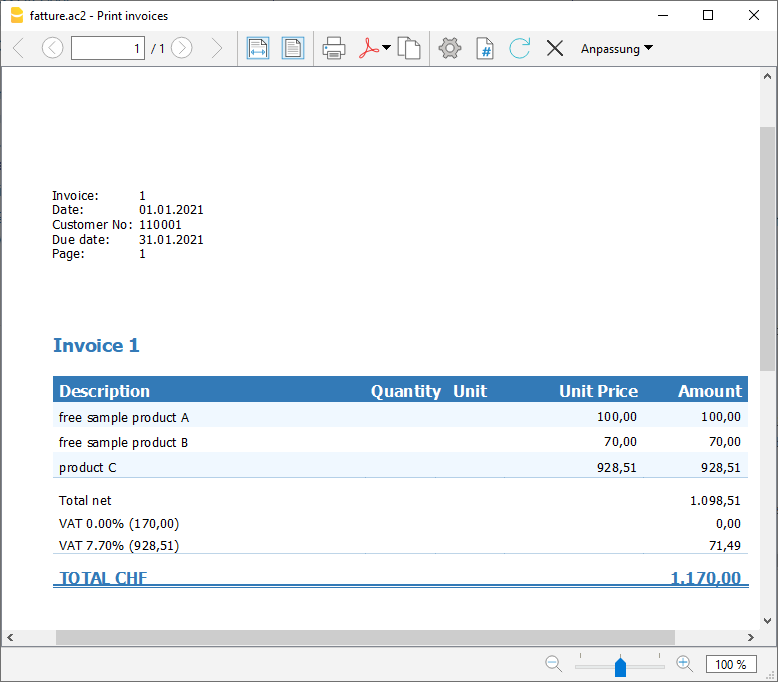 fatture.ac2 - Print invoices
1 / 1 # Anpassung
Invoice: 1
Date: 01.01.2021
Customer No: 110001
Due date: 31.01.2021
Page: 1
Invoice 1
Description Quantity Unit Unit Price Amount
free sample product A 100,00 100,00
free sample product B 70,00 70,00
product C 928,51 928,51
Total net 1.098,51
VAT 0.00% (170,00) 0,00
VAT 7.70% (928,51) 71,49
TOTAL CHF 1.170,00
100 %